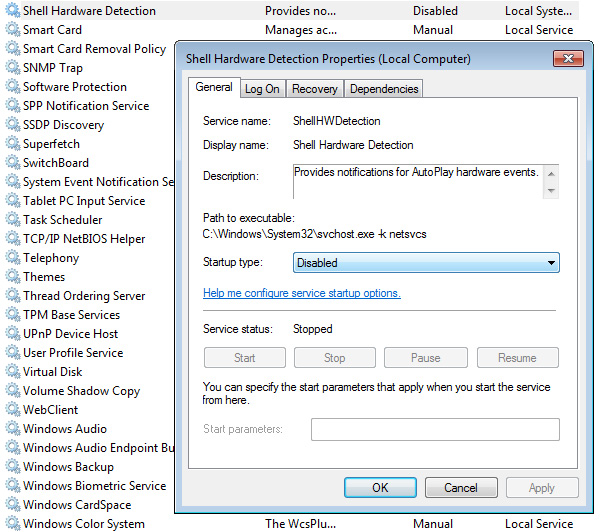 Shell Hardware Detection Provides no... Disabled Local Syste...
Smart Card Manages ac... Manual Local Service
Smart Card Removal Policy
SNMP Trap
Software Protection
SPP Notification Service
SSDP Discovery
Superfetch
SwitchBoard
System Event Notification Se
Tablet PC Input Service
Task Scheduler
TCP/IP NetBIOS Helper
Telephony
Themes
Thread Ordering Server
TPM Base Services
UPnP Device Host
User Profile Service
Virtual Disk
Volume Shadow Copy
WebClient
Windows Audio
Windows Audio Endpoint Bu
Windows Backup
Windows Biometric Service
Windows CardSpace
Windows Color System The WcsPlu... Manual Local Service
Shell Hardware Detection Properties (Local Computer)
General Log On Recovery Dependencies
Service name: ShellHWDetection
Display name: Shell Hardware Detection
Description: Provides notifications for AutoPlay hardware events.
Path to executable:
C:\Windows\System32\svchost.exe -k netsvcs
Startup type: Disabled
Help me configure service startup options.
Service status: Stopped
Start Stop Pause Resume
You can specify the start parameters that apply when you start the service
from here.
Start parameters:
OK Cancel Apply